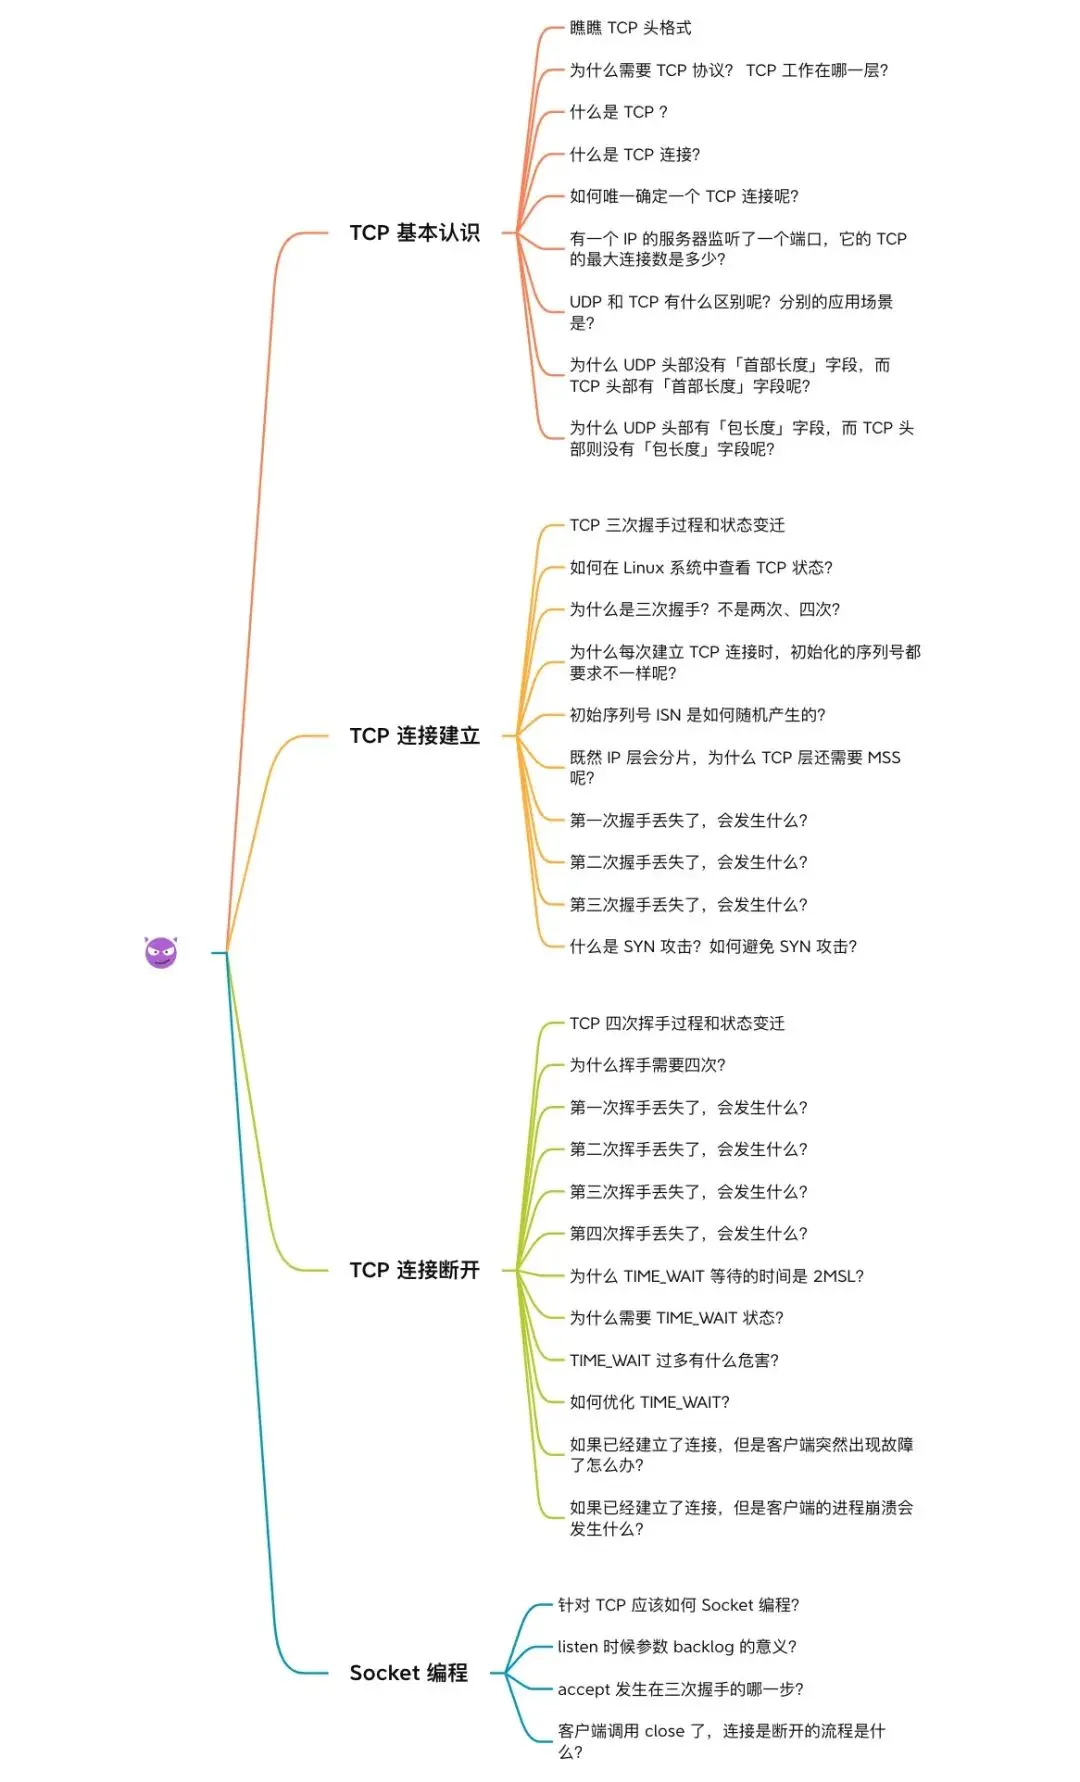 瞧瞧 TCP 头格式
为什么需要 TCP 协议? TCP 工作在哪一层?
什么是 TCP ?
什么是 TCP 连接?
如何唯一确定一个 TCP 连接呢?
TCP 基本认识
有一个 IP 的服务器监听了一个端口，它的 TCP
的最大连接数是多少?
UDP 和 TCP 有什么区别呢? 分别的应用场景
是?
为什么 UDP 头部没有「首部长度」字段，而
TCP 头部有「首部长度」字段呢?
为什么 UDP 头部有「包长度」字段，而 TCP 头
部则没有「包长度」字段呢?
TCP 三次握手过程和状态变迁
如何在 Linux 系统中查看 TCP 状态?
为什么是三次握手? 不是两次、四次?
为什么每次建立 TCP 连接时，初始化的序列号都
要求不一样呢?
初始序列号 ISN 是如何随机产生的?
TCP 连接建立
既然 IP 层会分片，为什么 TCP 层还需要 MSS
呢?
第一次握手丢失了，会发生什么?
第二次握手丢失了，会发生什么?
第三次握手丢失了，会发生什么?
什么是 SYN 攻击? 如何避免 SYN 攻击?
TCP 四次挥手过程和状态变迁
为什么挥手需要四次?
第一次挥手丢失了，会发生什么?
第二次挥手丢失了，会发生什么?
第三次挥手丢失了，会发生什么?
第四次挥手丢失了，会发生什么?
TCP 连接断开
为什么 TIME_WAIT 等待的时间是 2MSL?
为什么需要 TIME_WAIT 状态?
TIME_WAIT 过多有什么危害?
如何优化 TIME_WAIT?
如果已经建立了连接，但是客户端突然出现故障
了怎么办?
如果已经建立了连接，但是客户端的进程崩溃会
发生什么?
针对 TCP 应该如何 Socket 编程?
listen 时候参数 backlog 的意义?
Socket 编程
accept 发生在三次握手的哪一步?
客户端调用 close 了，连接是断开的流程是什
么?